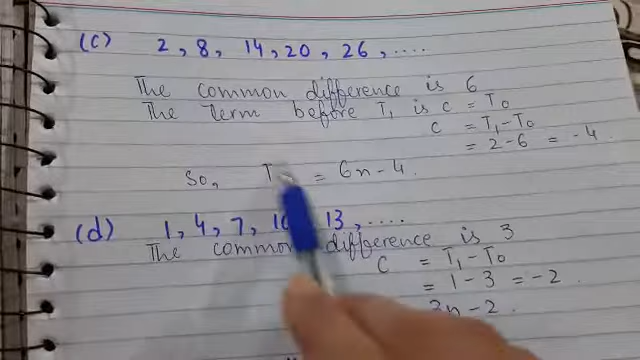 (c) 2, 8, 14, 20, 26, ....
The common difference is 6
The term before T₁ is c = T₀
c = T₁ - T₀
= 2 - 6 = -4
So, T = 6n - 4.
(d) 1, 4, 7, 10 13, ....
The common difference is 3
c = T₁ - T₀
= 1 - 3 = -2
3n - 2.